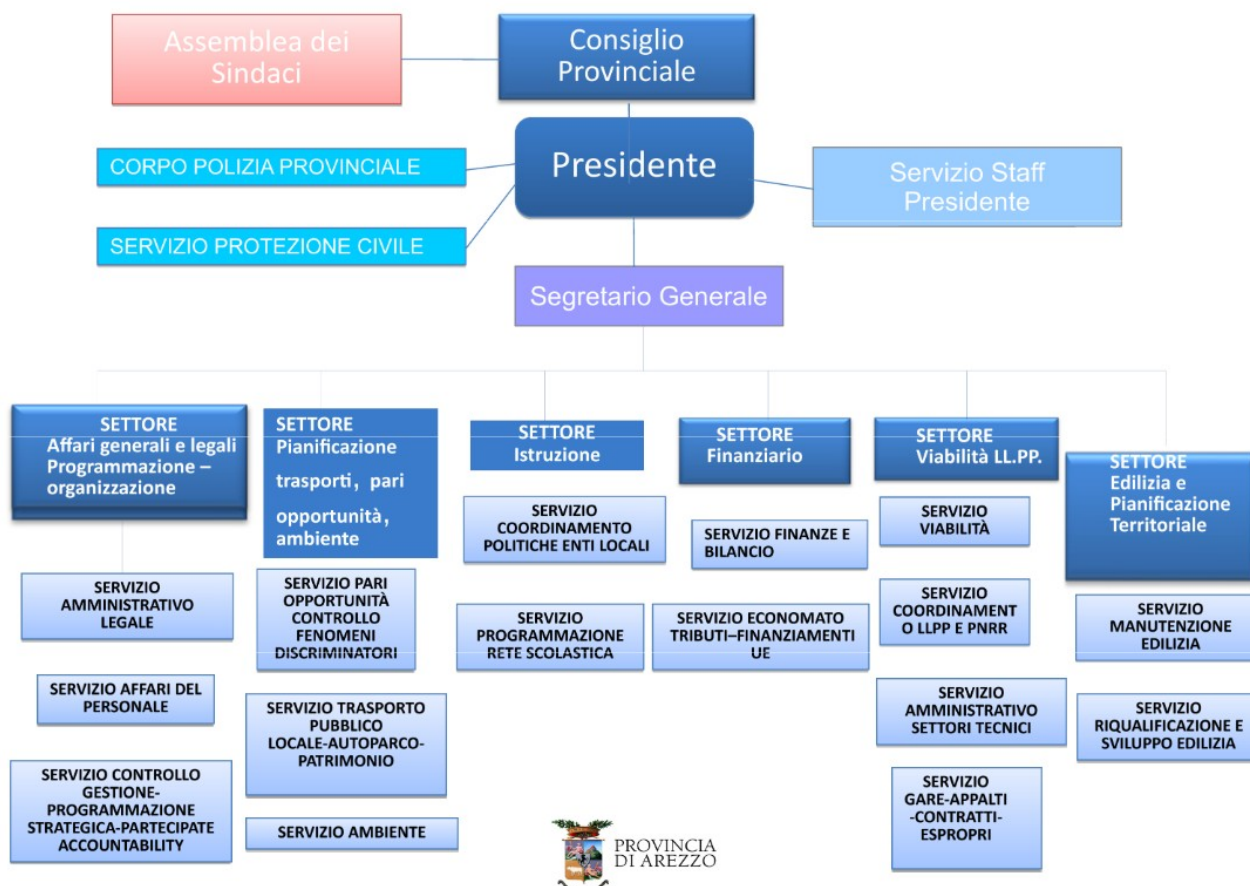 Assemblea dei
Sindaci
Consiglio
Provinciale
CORPO POLIZIA PROVINCIALE
Presidente
Servizio Staff
Presidente
SERVIZIO PROTEZIONE CIVILE
Segretario Generale
SETTORE
Affari generali e legali
Programmazione –
organizzazione
SERVIZIO
AMMINISTRATIVO
LEGALE
SERVIZIO AFFARI DEL
PERSONALE
SERVIZIO CONTROLLO
GESTIONE-
PROGRAMMAZIONE
STRATEGICA-PARTECIPATE
ACCOUNTABILITY
SETTORE
Pianificazione
trasporti, pari
opportunità,
ambiente
SERVIZIO PARI
OPPORTUNITÀ
CONTROLLO
FENOMENI
DISCRIMINATORI
SERVIZIO TRASPORTO
PUBBLICO
LOCALE-AUTOPARCO-
PATRIMONIO
SERVIZIO AMBIENTE
SETTORE
Istruzione
SERVIZIO
COORDINAMENTO
POLITICHE ENTI LOCALI
SERVIZIO
PROGRAMMAZIONE
RETE SCOLASTICA
SETTORE
Finanziario
SERVIZIO FINANZE E
BILANCIO
SERVIZIO ECONOMATO
TRIBUTI–FINANZIAMENTI
UE
SETTORE
Viabilità LL.PP.
SERVIZIO
VIABILITÀ
SERVIZIO
COORDINAMENT
O LLPP E PNRR
SERVIZIO
AMMINISTRATIVO
SETTORI TECNICI
SERVIZIO
GARE-APPALTI
-CONTRATTI-
ESPROPRI
SETTORE
Edilizia e
Pianificazione
Territoriale
SERVIZIO
MANUTENZIONE
EDILIZIA
SERVIZIO
RIQUALIFICAZIONE E
SVILUPPO EDILIZIA
PROVINCIA
DI AREZZO